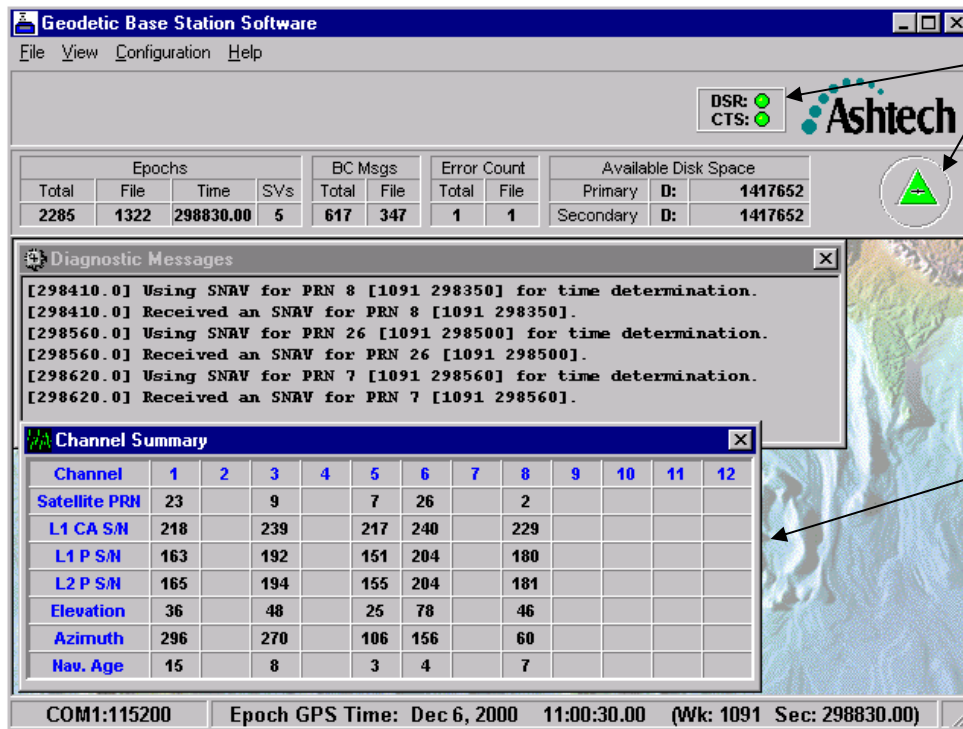 Geodetic Base Station Software
File View Configuration Help
DSR:
CTS:
Ashtech
Epochs BC Msgs Error Count Available Disk Space
Total File Time SVs Total File Total File Primary D: 1417652
2285 1322 298830.00 5 617 347 1 1 Secondary D: 1417652
Diagnostic Messages
[298410.0] Using SNAV for PRN 8 [1091 298350] for time determination.
[298410.0] Received an SNAV for PRN 8 [1091 298350].
[298560.0] Using SNAV for PRN 26 [1091 298500] for time determination.
[298560.0] Received an SNAV for PRN 26 [1091 298500].
[298620.0] Using SNAV for PRN 7 [1091 298560] for time determination.
[298620.0] Received an SNAV for PRN 7 [1091 298560].
Channel Summary
Channel 1 2 3 4 5 6 7 8 9 10 11 12
Satellite PRN 23 9 7 26 2
L1 CA S/N 218 239 217 240 229
L1 P S/N 163 192 151 204 180
L2 P S/N 165 194 155 204 181
Elevation 36 48 25 78 46
Azimuth 296 270 106 156 60
Nav. Age 15 8 3 4 7
COM1:115200 Epoch GPS Time: Dec 6, 2000 11:00:30.00 (Wk: 1091 Sec: 298830.00)